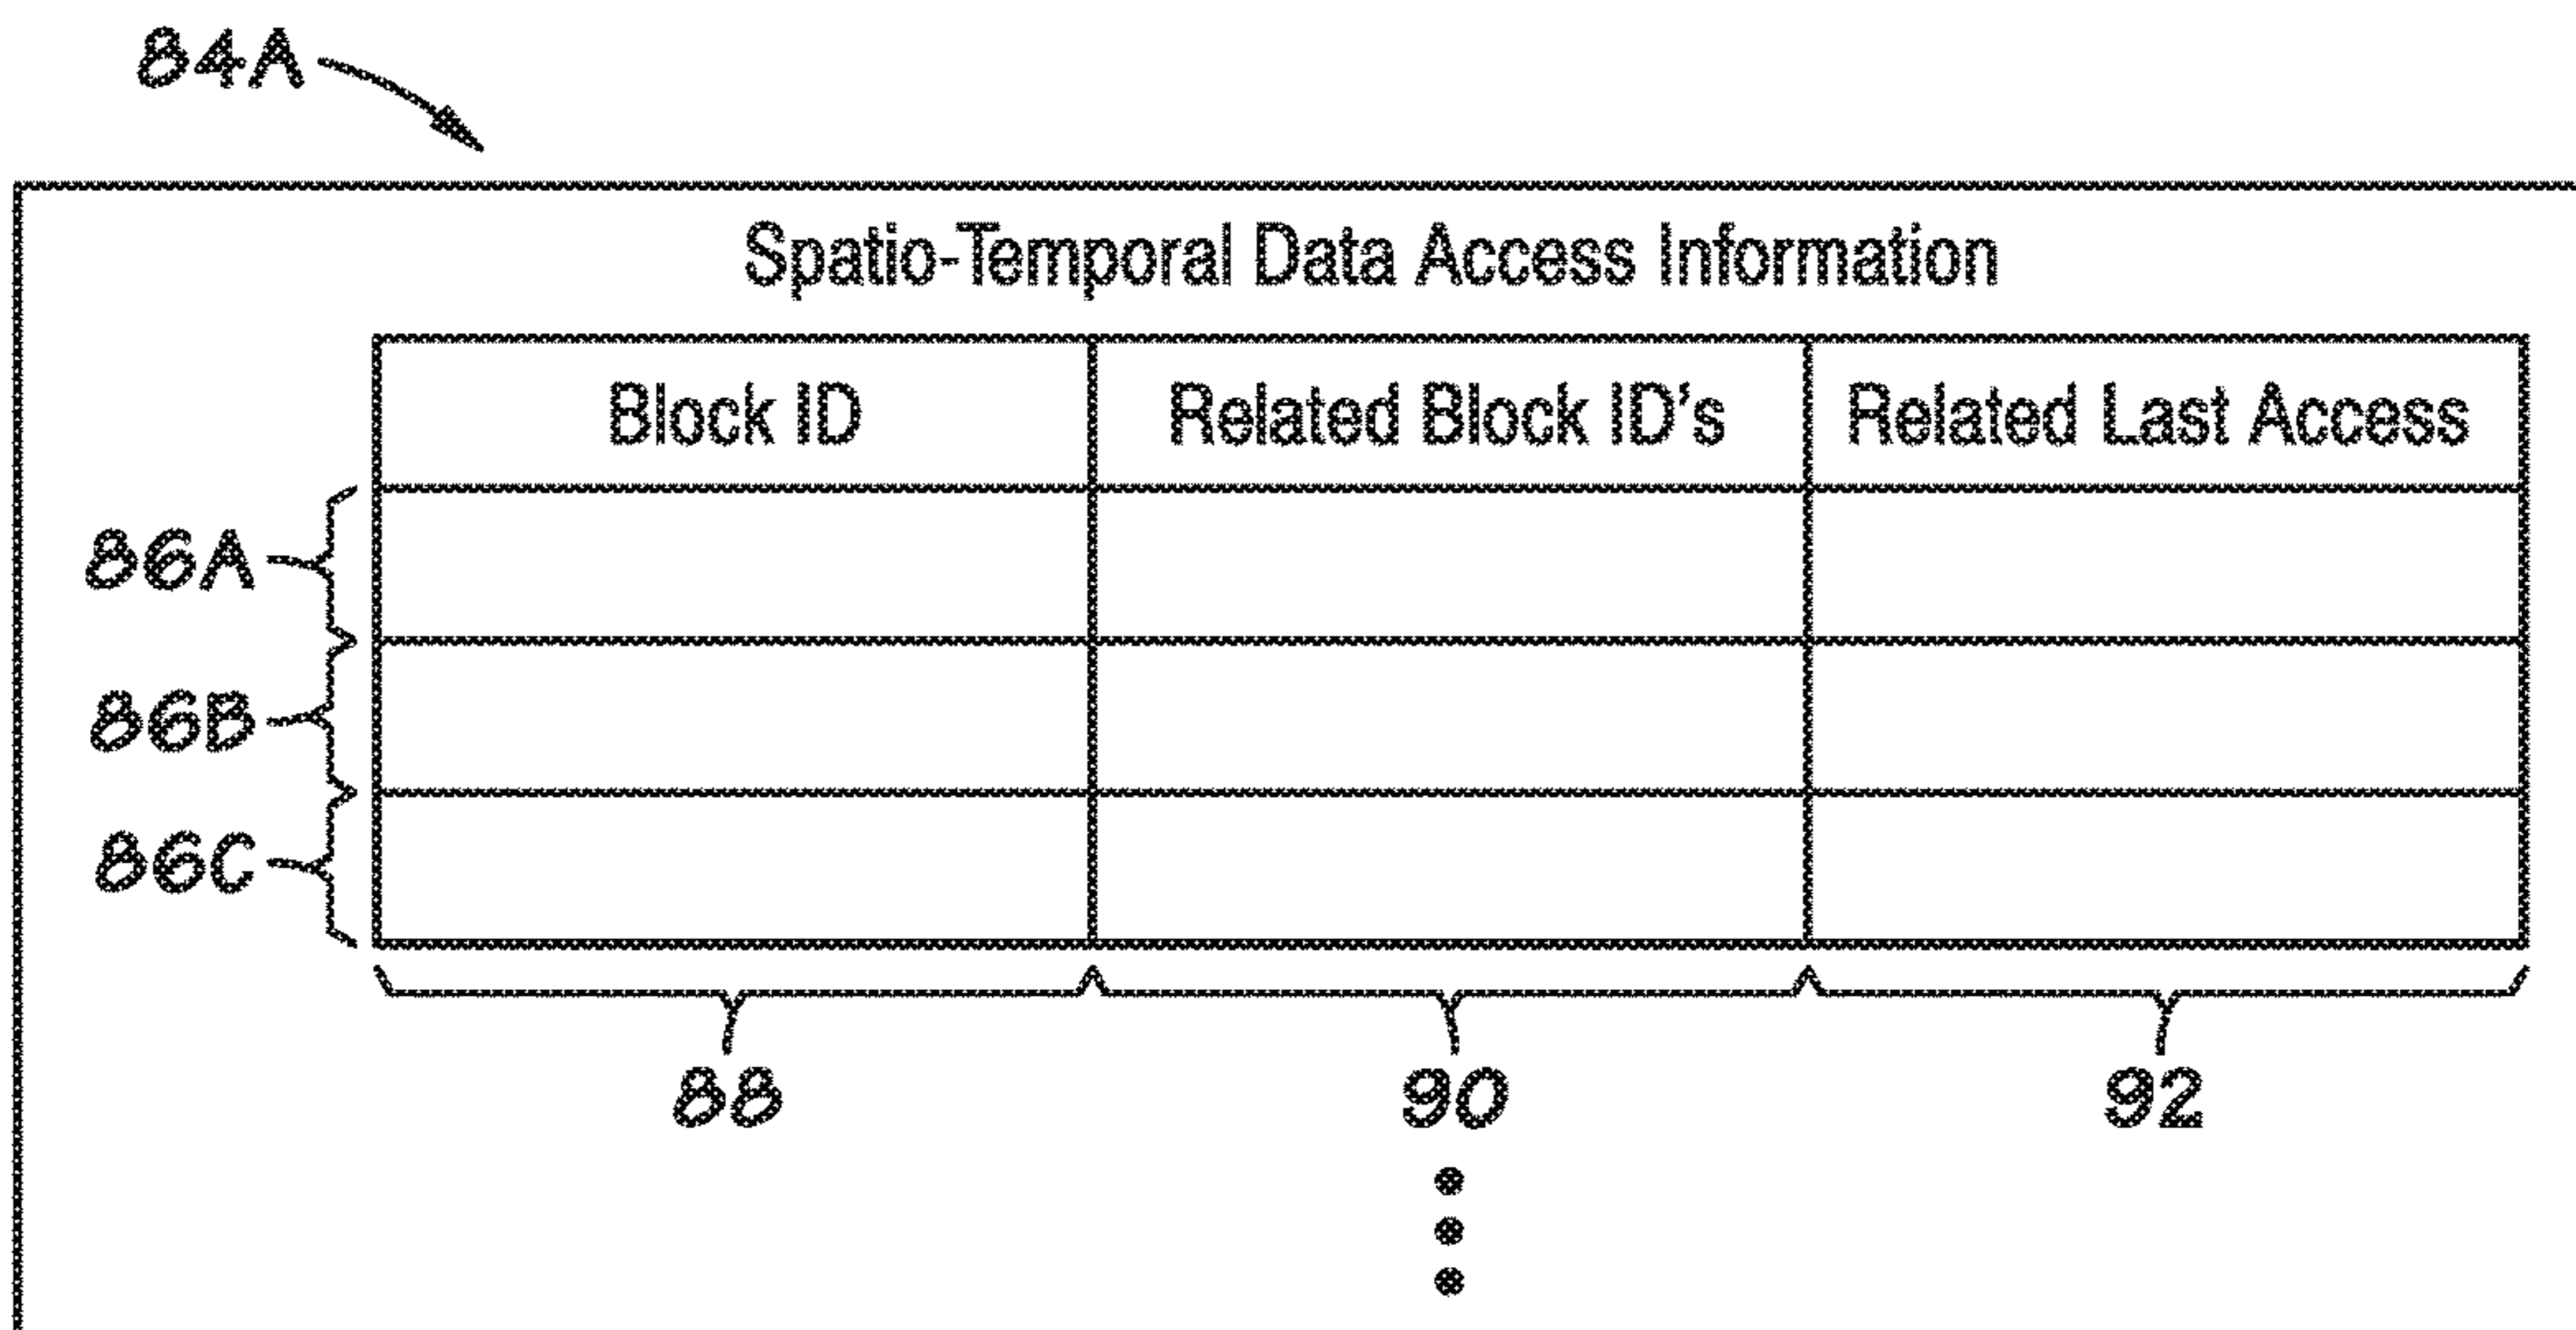 84A
Spatio-Temporal Data Access Information
Block ID Related Block ID's Related Last Access
86A
86B
86C
88 90 92